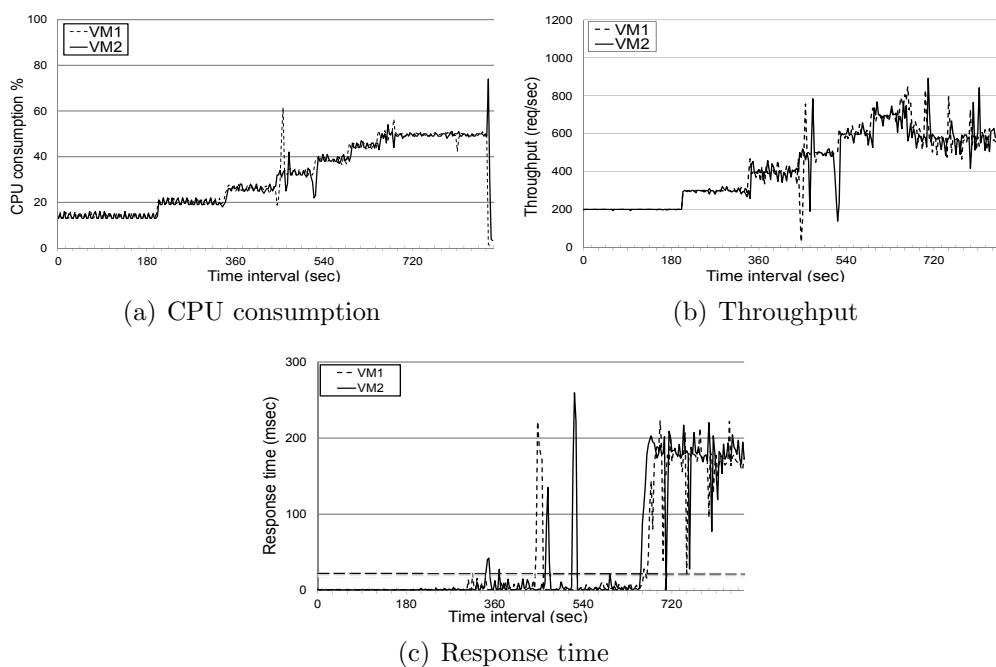 100
80
60
40
20
0
CPU consumption %
VM1
VM2
0 180 360 540 720
Time interval (sec)
(a) CPU consumption
1200
1000
800
600
400
200
0
Throughput (req/sec)
VM1
VM2
0 180 360 540 720
Time interval (sec)
(b) Throughput
300
200
100
0
Response time (msec)
VM1
VM2
0 180 360 540 720
Time interval (sec)
(c) Response time